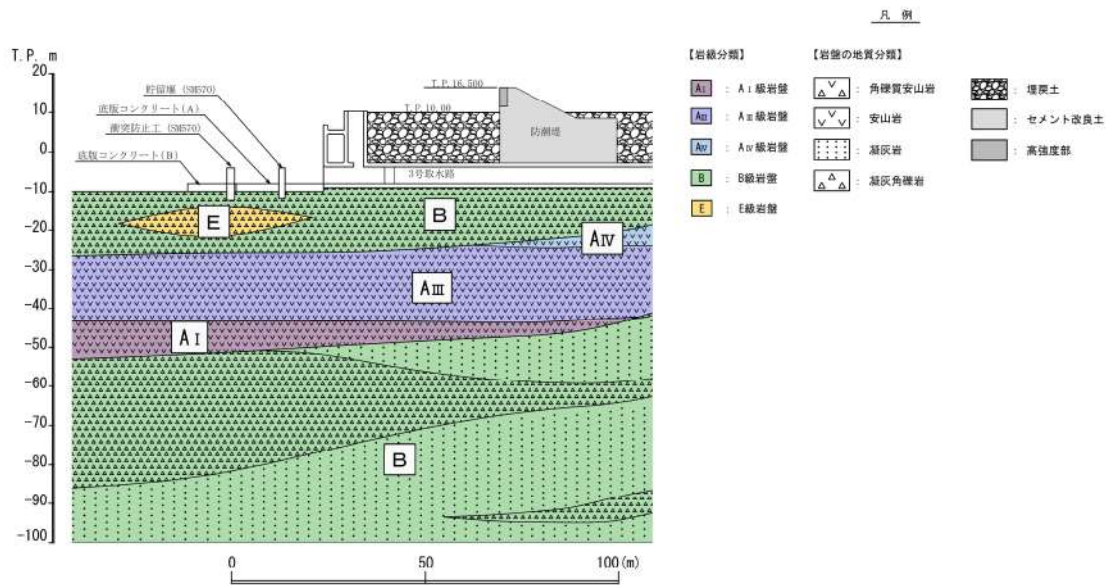 凡 例
T.P. m
20
10
0
-10
-20
-30
-40
-50
-60
-70
-80
-90
-100
貯留堰 (SM570)
底版コンクリート(A)
衝突防止工 (SM570)
底版コンクリート(B)
T.P.16.500
T.P.10.00
防潮堤
3号取水路
E
B
AⅣ
AⅢ
AⅠ
B
0 50 100(m)
【岩級分類】
AⅠ : AⅠ級岩盤
AⅢ : AⅢ級岩盤
AⅣ : AⅣ級岩盤
B : B級岩盤
E : E級岩盤
【岩盤の地質分類】
: 角礫質安山岩
: 安山岩
: 凝灰岩
: 凝灰角礫岩
: 埋戻土
: セメント改良土
: 高強度部